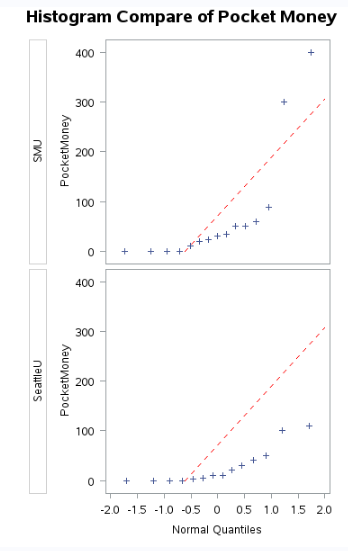 Histogram Compare of Pocket Money
SMU
PocketMoney
400
300
200
100
0
SeattleU
PocketMoney
400
300
200
100
0
-2.0 -1.5 -1.0 -0.5 0.0 0.5 1.0 1.5 2.0
Normal Quantiles